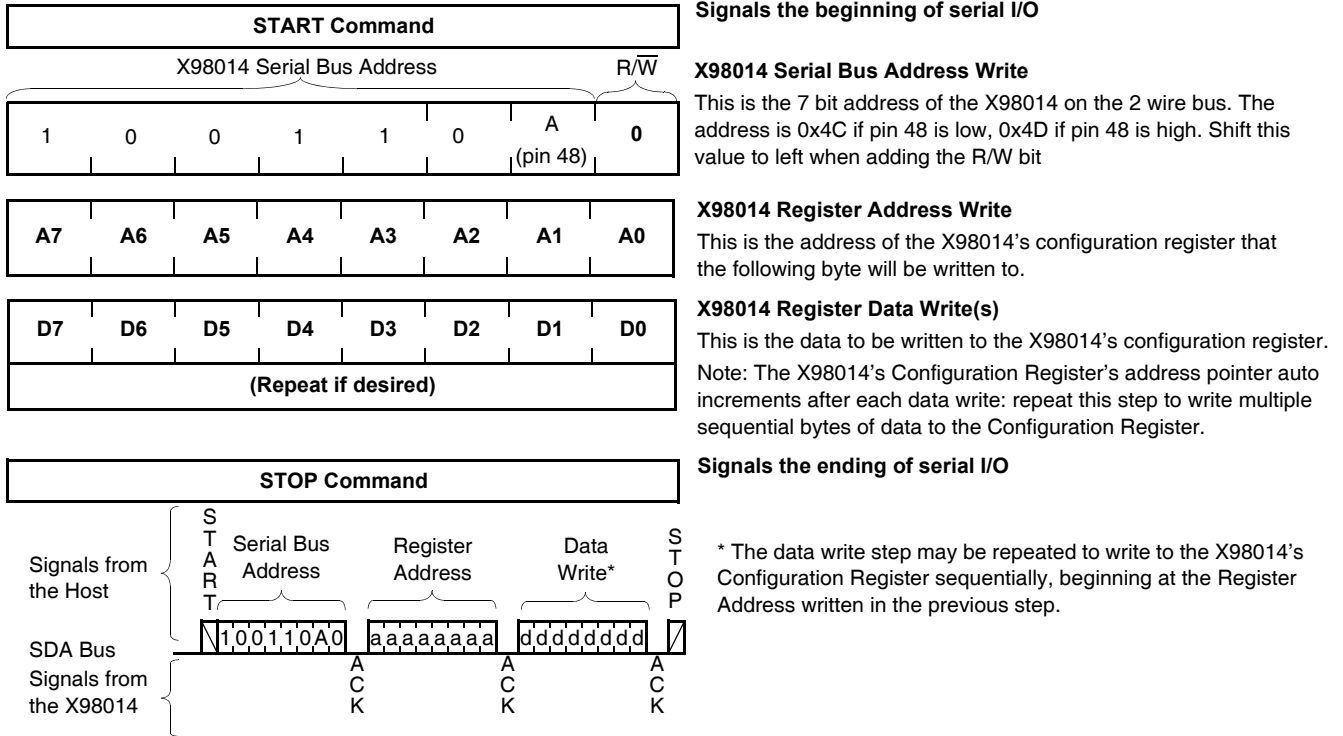 START Command
Signals the beginning of serial I/O
X98014 Serial Bus Address
R/W̅
1 0 0 1 1 0 A (pin 48) 0
X98014 Serial Bus Address Write
This is the 7 bit address of the X98014 on the 2 wire bus. The
address is 0x4C if pin 48 is low, 0x4D if pin 48 is high. Shift this
value to left when adding the R/W bit
A7 A6 A5 A4 A3 A2 A1 A0
X98014 Register Address Write
This is the address of the X98014's configuration register that
the following byte will be written to.
D7 D6 D5 D4 D3 D2 D1 D0
(Repeat if desired)
X98014 Register Data Write(s)
This is the data to be written to the X98014's configuration register.
Note: The X98014's Configuration Register's address pointer auto
increments after each data write: repeat this step to write multiple
sequential bytes of data to the Configuration Register.
STOP Command
Signals the ending of serial I/O
Signals from
the Host
START
Serial Bus
Address
Register
Address
Data
Write*
STOP
SDA Bus
1 0 0 1 1 0 A 0
a a a a a a a a
d d d d d d d d
Signals from
the X98014
ACK
ACK
ACK
* The data write step may be repeated to write to the X98014's
Configuration Register sequentially, beginning at the Register
Address written in the previous step.